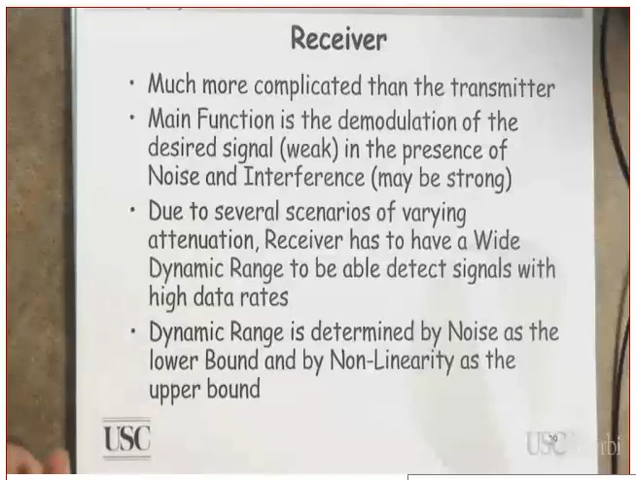 Receiver
• Much more complicated than the transmitter
• Main Function is the demodulation of the
desired signal (weak) in the presence of
Noise and Interference (may be strong)
• Due to several scenarios of varying
attenuation, Receiver has to have a Wide
Dynamic Range to be able detect signals with
high data rates
• Dynamic Range is determined by Noise as the
lower Bound and by Non-Linearity as the
upper bound
USC
USC